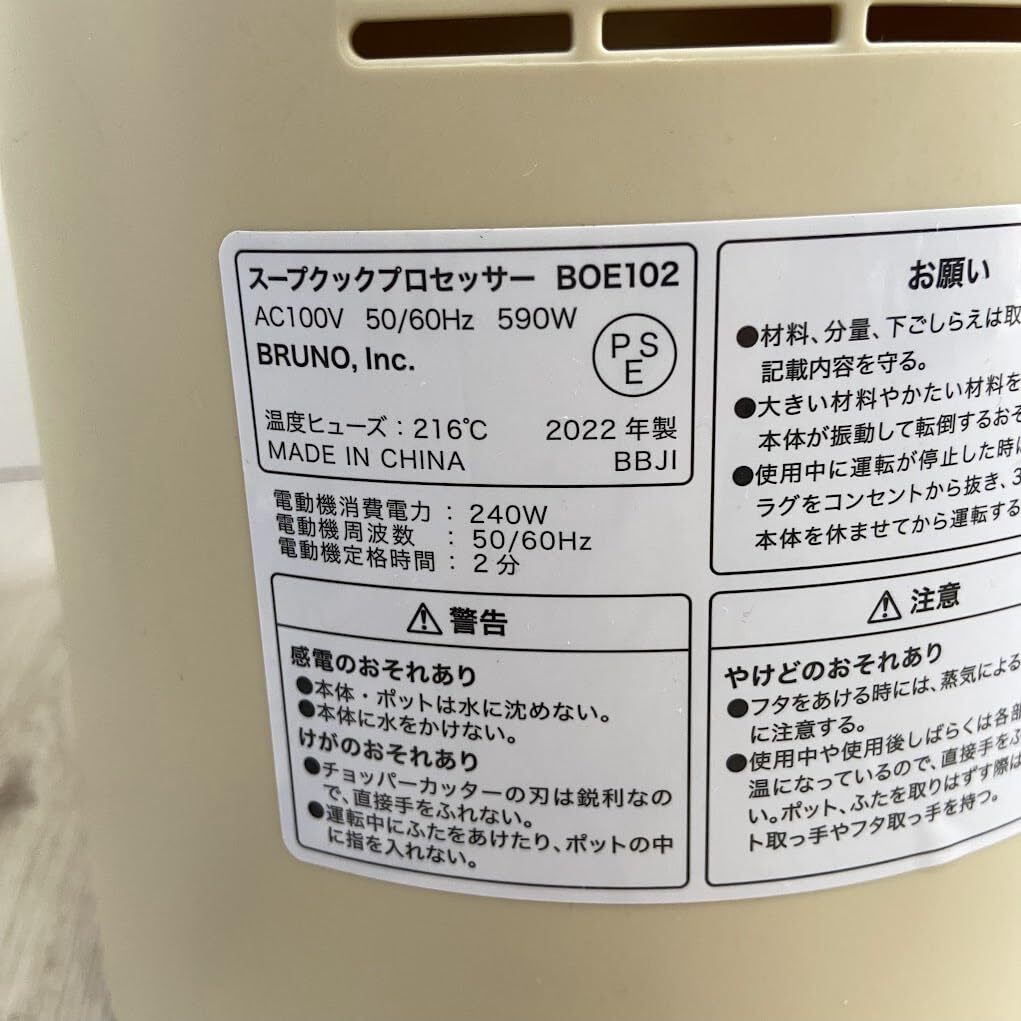 スープクックプロセッサー BOE102
AC100V 50/60Hz 590W
BRUNO, Inc.
PSE
温度ヒューズ : 216℃ 2022 年製
MADE IN CHINA BBJI
電動機消費電力 : 240W
電動機周波数 : 50/60Hz
電動機定格時間 : 2 分
⚠警告
感電のおそれあり
●本体・ポットは水に沈めない。
●本体に水をかけない。
けがのおそれあり
●チョッパーカッターの刃は鋭利なの
で、直接手をふれない。
●運転中にふたをあけたり、ポットの中
に指を入れない。
お願い
●材料、分量、下ごしらえは取
記載内容を守る。
●大きい材料やかたい材料を
本体が振動して転倒するおそ
●使用中に運転が停止した時に
ラグをコンセントから抜き、3
本体を休ませてから運転する
⚠注意
やけどのおそれあり
●フタをあける時には、蒸気による
に注意する。
●使用中や使用後しばらくは各部
温になっているので、直接手をふ
い。ポット、ふたを取りはずす際は
ト取っ手やフタ取っ手を持つ。